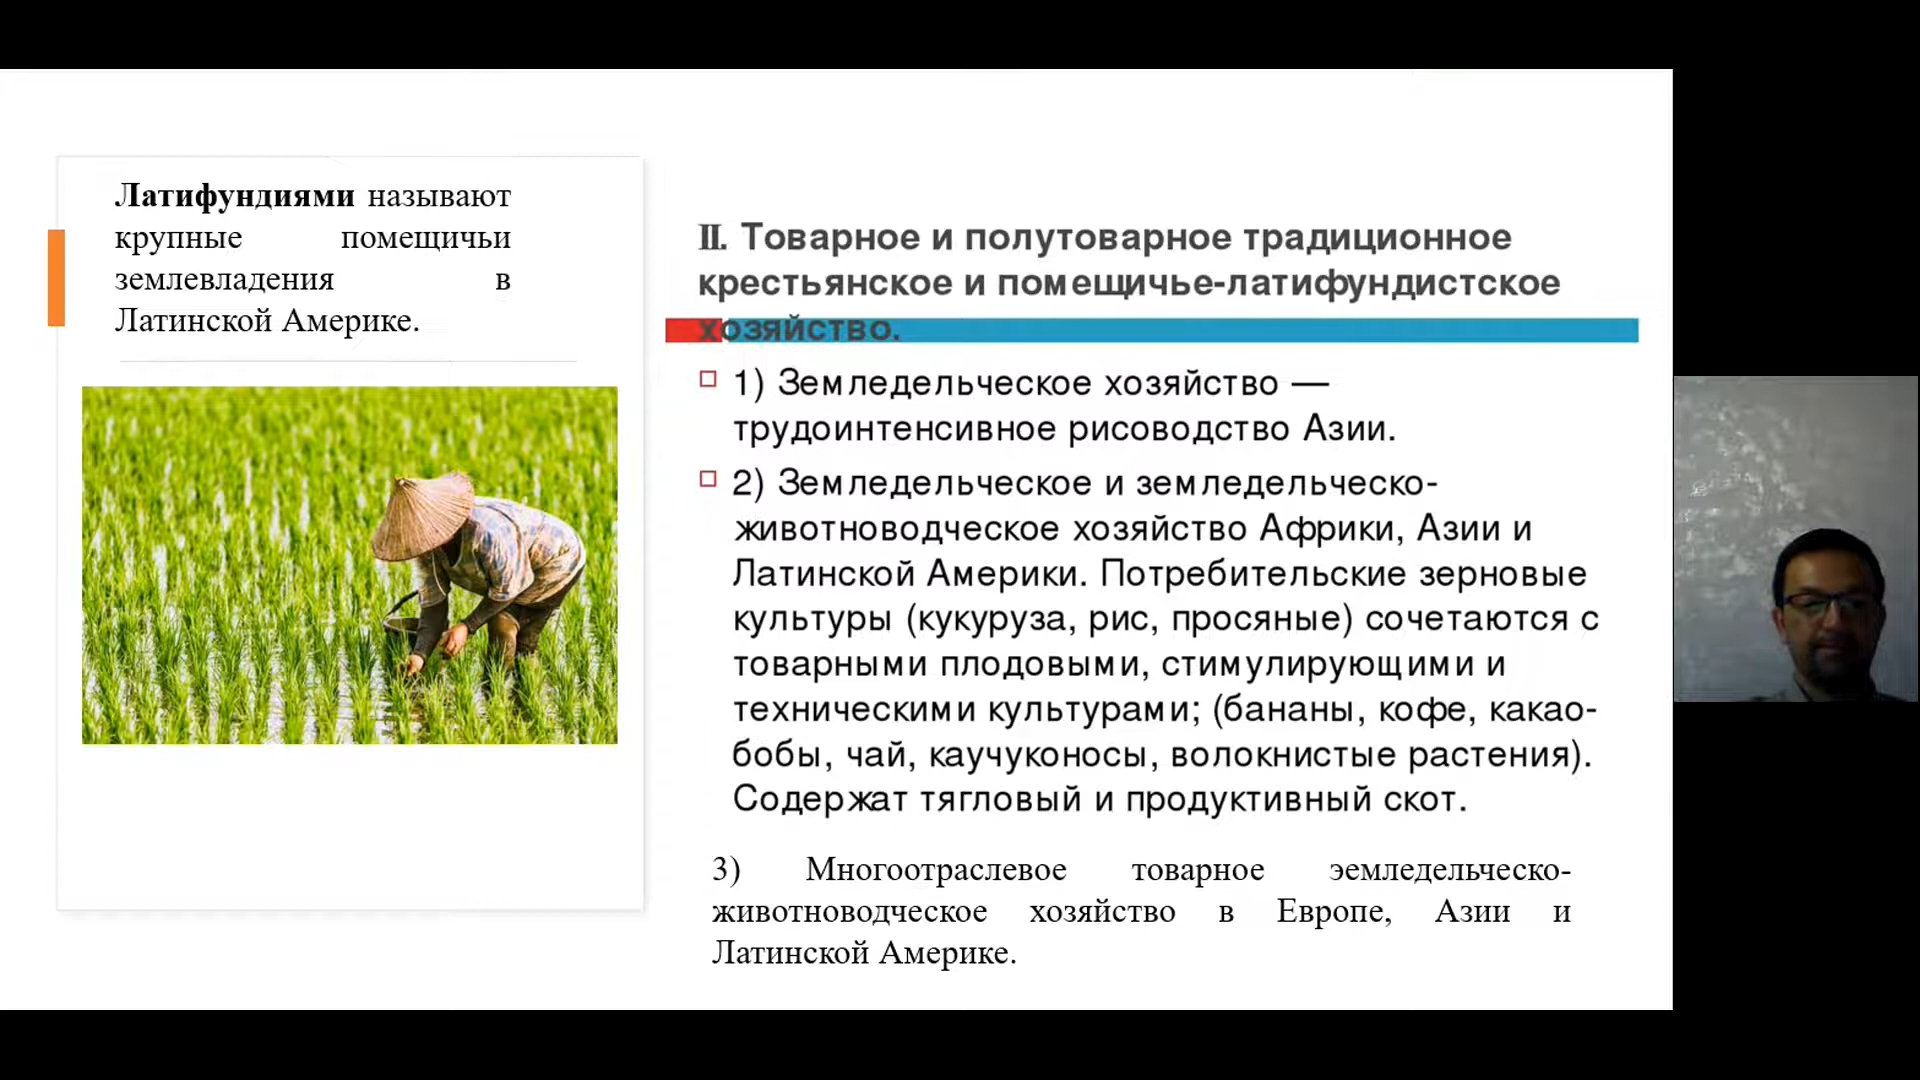 Латифундиями называют
крупные помещичьи
землевладения в
Латинской Америке.
II. Товарное и полутоварное традиционное
крестьянское и помещичье-латифундистское
хозяйство.
1) Земледельческое хозяйство —
трудоинтенсивное рисоводство Азии.
2) Земледельческое и земледельческо-
животноводческое хозяйство Африки, Азии и
Латинской Америки. Потребительские зерновые
культуры (кукуруза, рис, просяные) сочетаются с
товарными плодовыми, стимулирующими и
техническими культурами; (бананы, кофе, какао-
бобы, чай, каучуконосы, волокнистые растения).
Содержат тягловый и продуктивный скот.
3) Многоотраслевое товарное эемледельческо-
животноводческое хозяйство в Европе, Азии и
Латинской Америке.